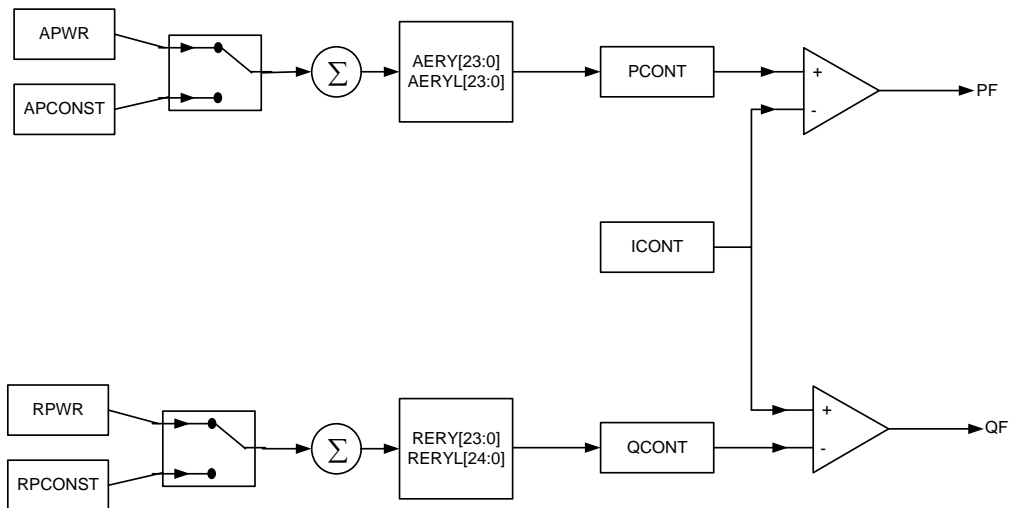 APWR
APCONST
Σ
AERY[23:0]
AERYL[23:0]
PCONT
+
-
PF
ICONT
RPWR
RPCONST
Σ
RERY[23:0]
RERYL[24:0]
QCONT
+
-
QF